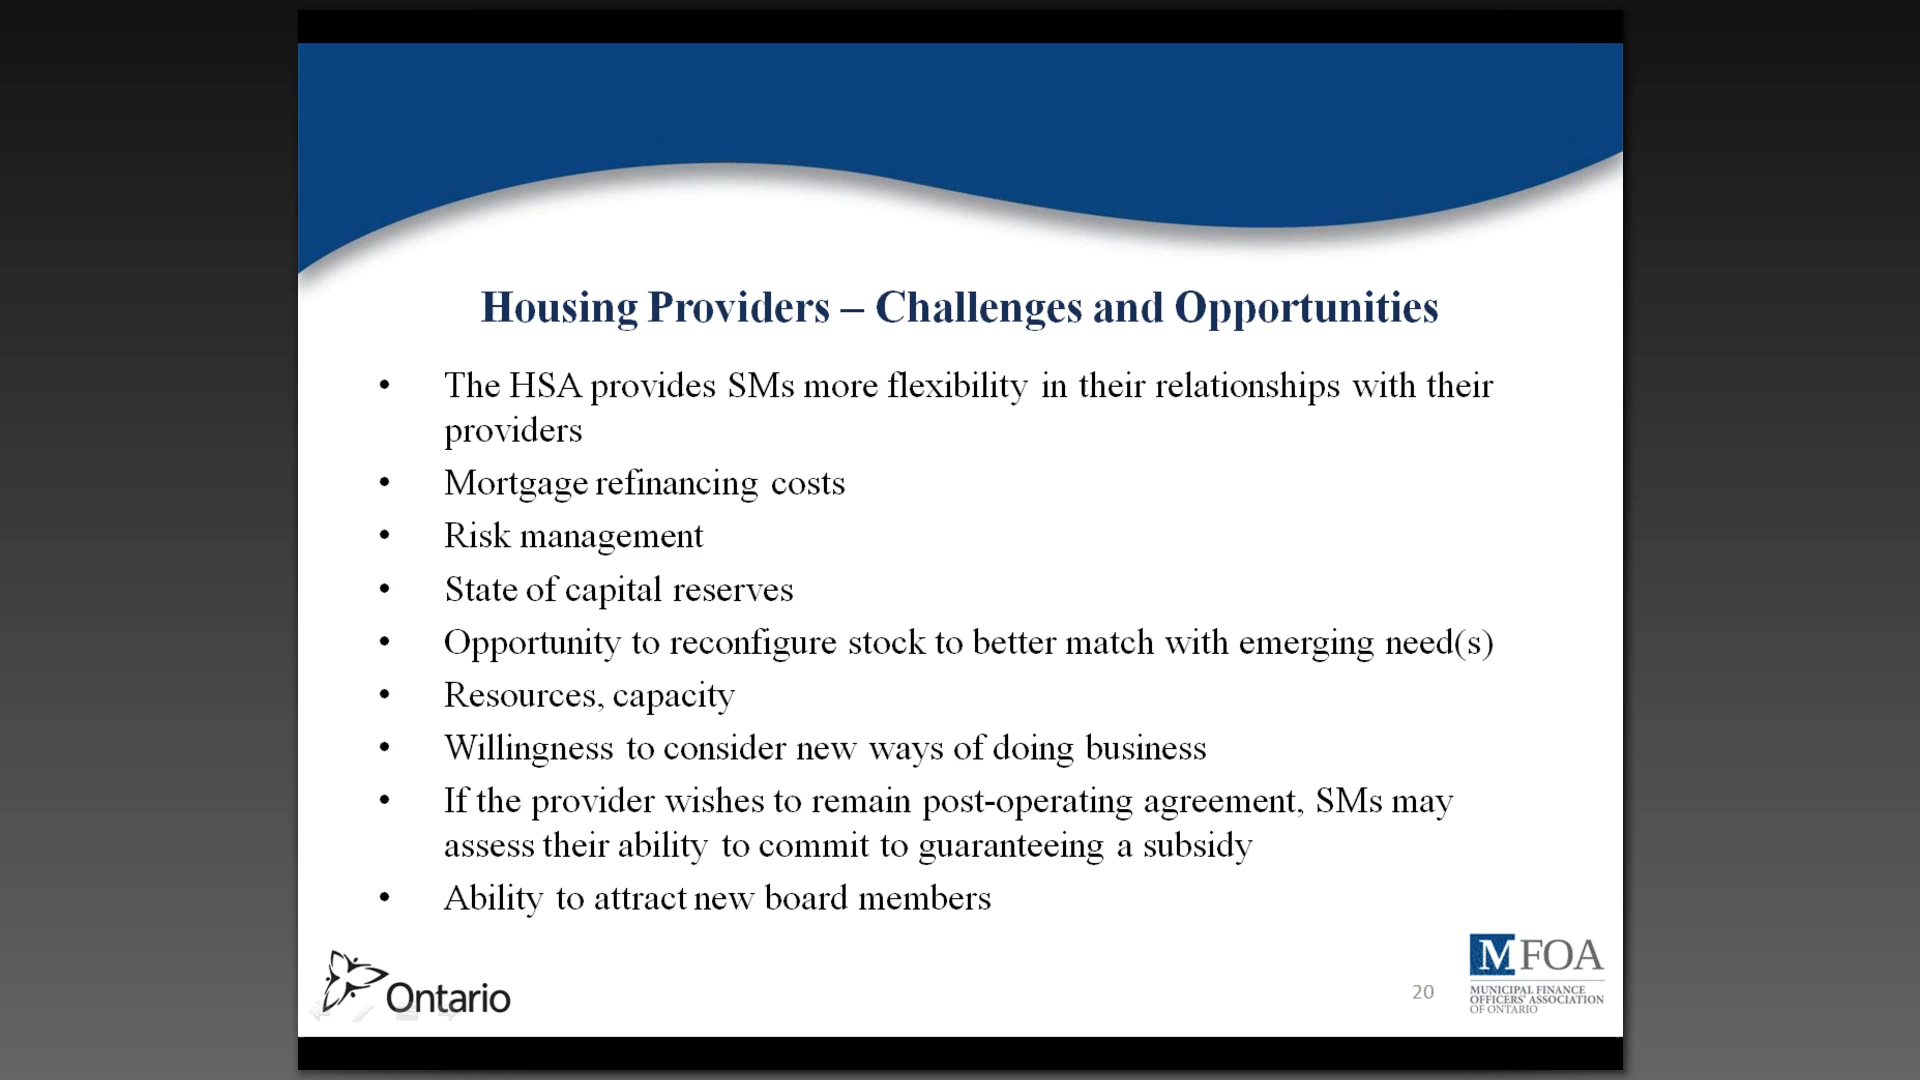 Housing Providers – Challenges and Opportunities
• The HSA provides SMs more flexibility in their relationships with their
providers
• Mortgage refinancing costs
• Risk management
• State of capital reserves
• Opportunity to reconfigure stock to better match with emerging need(s)
• Resources, capacity
• Willingness to consider new ways of doing business
• If the provider wishes to remain post-operating agreement, SMs may
assess their ability to commit to guaranteeing a subsidy
• Ability to attract new board members
Ontario
20
MFOA
MUNICIPAL FINANCE
OFFICERS' ASSOCIATION
OF ONTARIO